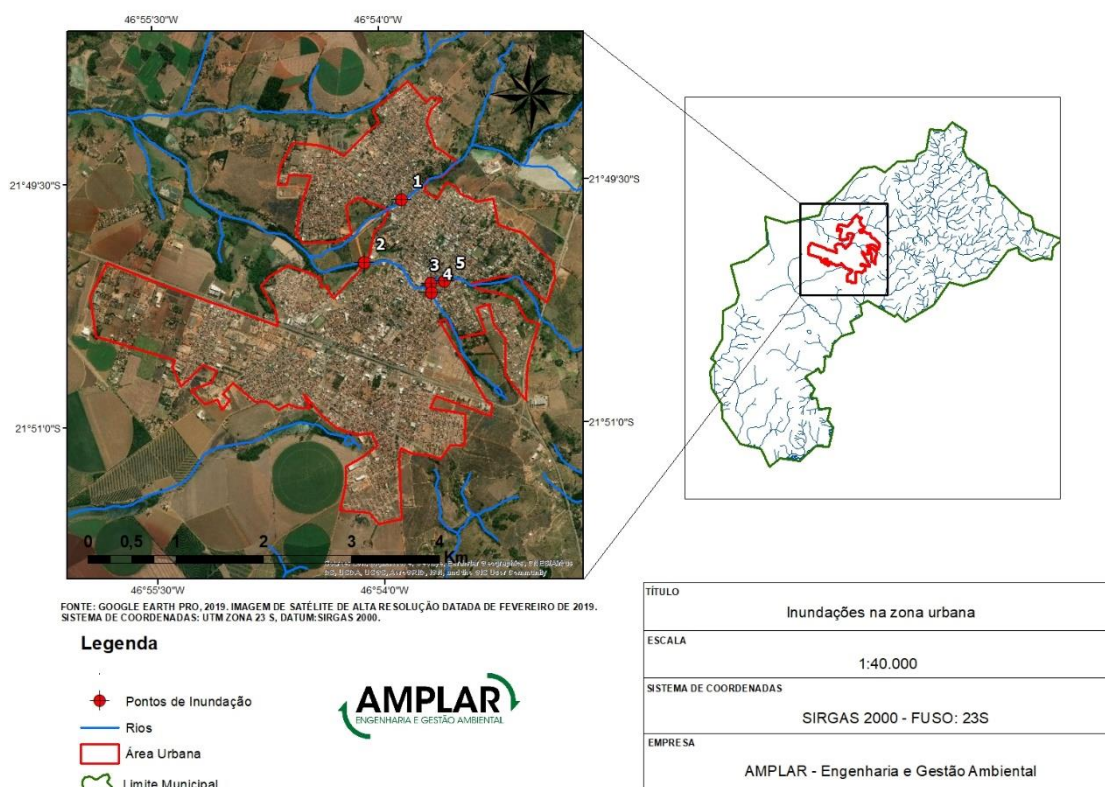 46°55'30"W
46°54'0"W
N
21°49'30"S
21°49'30"S
1
2
3
5
4
21°51'0"S
21°51'0"S
0
0,5
1
2
3
4
Km
46°55'30"W
46°54'0"W
FONTE: GOOGLE EARTH PRO, 2019. IMAGEM DE SATÉLITE DE ALTA RESOLUÇÃO DATADA DE FEVEREIRO DE 2019.
SISTEMA DE COORDENADAS: UTM ZONA 23 S, DATUM:SIRGAS 2000.
Legenda
Pontos de Inundação
Rios
Área Urbana
Limite Municipal
AMPLAR
ENGENHARIA E GESTÃO AMBIENTAL
TÍTULO
Inundações na zona urbana
ESCALA
1:40.000
SISTEMA DE COORDENADAS
SIRGAS 2000 - FUSO: 23S
EMPRESA
AMPLAR - Engenharia e Gestão Ambiental